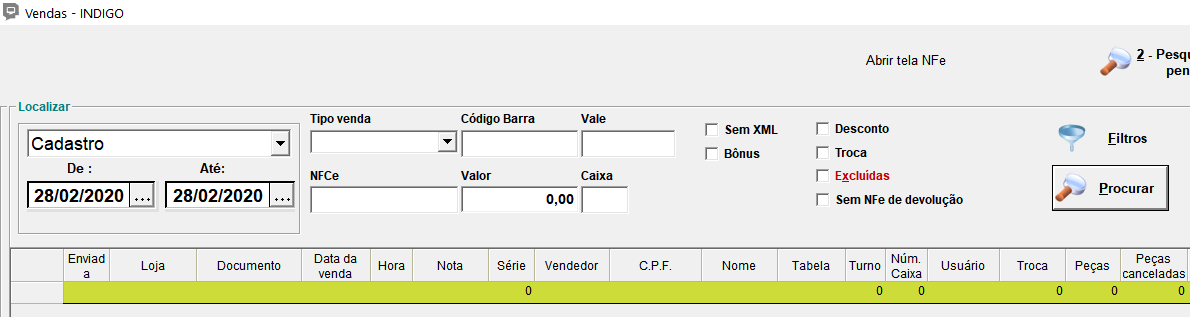 Vendas - INDIGO
Abrir tela NFe
2 - Pesqu
pen
Localizar
Cadastro
De :
Até:
28/02/2020 ...
28/02/2020 ...
Tipo venda
Código Barra
Vale
NFCe
Valor
Caixa
0,00
Sem XML
Bônus
Desconto
Troca
Excluidas
Sem NFe de devolução
Filtros
Procurar
Enviad
a
Loja
Documento
Data da
venda
Hora
Nota
Série
Vendedor
C.P.F.
Nome
Tabela
Turno
Núm.
Caixa
Usuário
Troca
Peças
Peças
canceladas
0 0 0 0 0 0